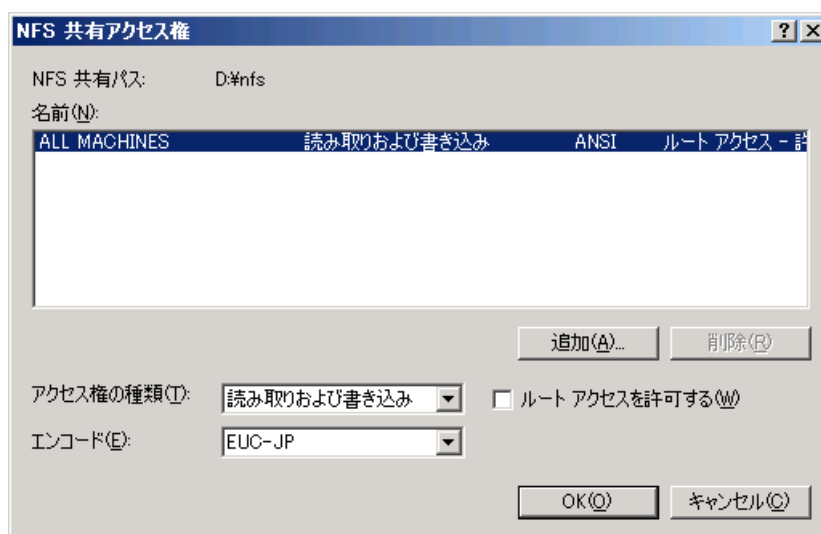 NFS 共有アクセス権
NFS 共有パス: D:¥nfs
名前(N):
ALL MACHINES 読み取りおよび書き込み ANSI ルート アクセス - 許
追加(A)... 削除(R)
アクセス権の種類(T): 読み取りおよび書き込み ルート アクセスを許可する(W)
エンコード(E): EUC-JP
OK(O) キャンセル(C)